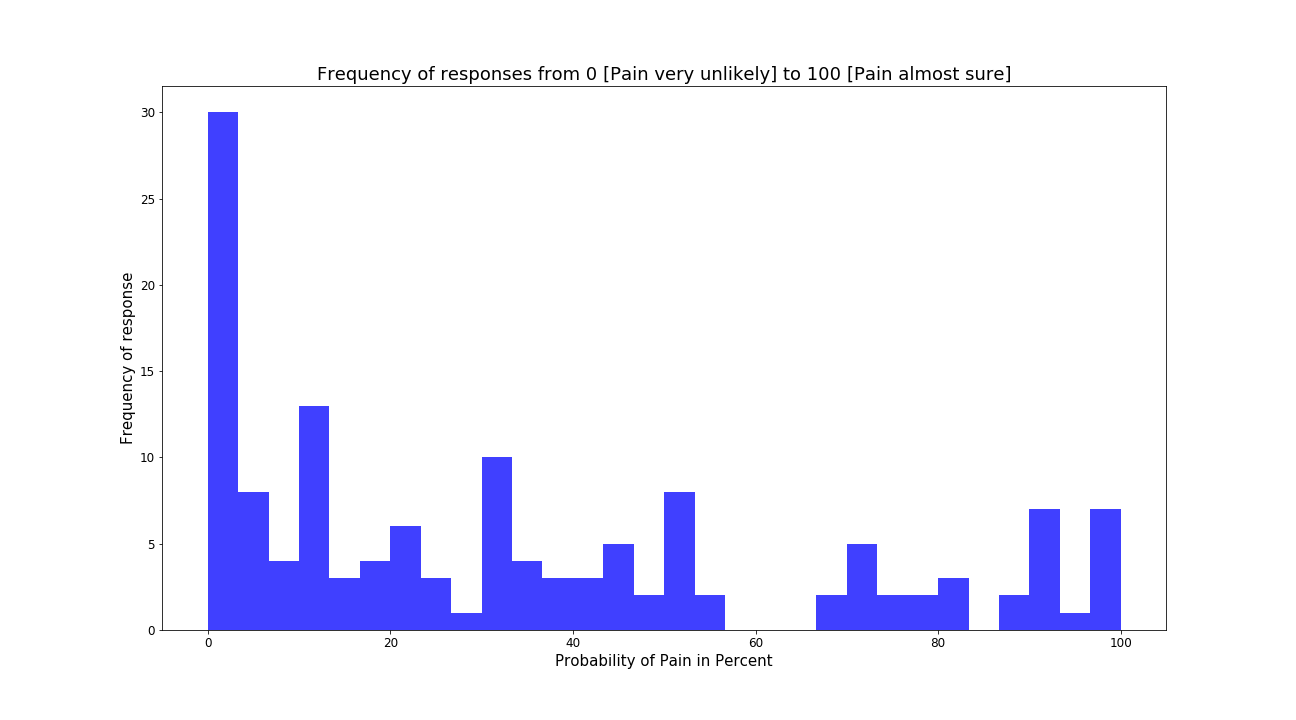 Frequency of responses from 0 [Pain very unlikely] to 100 [Pain almost sure]
30
25
20
15
10
5
0
Frequency of response
0 20 40 60 80 100
Probability of Pain in Percent